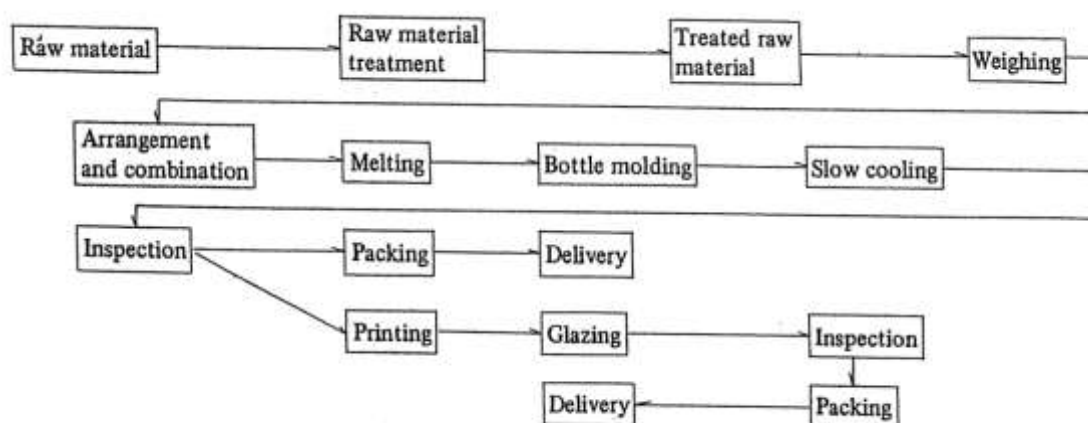 Raw material
Raw material
treatment
Treated raw
material
Weighing
Arrangement
and combination
Melting
Bottle molding
Slow cooling
Inspection
Packing
Delivery
Printing
Glazing
Inspection
Delivery
Packing